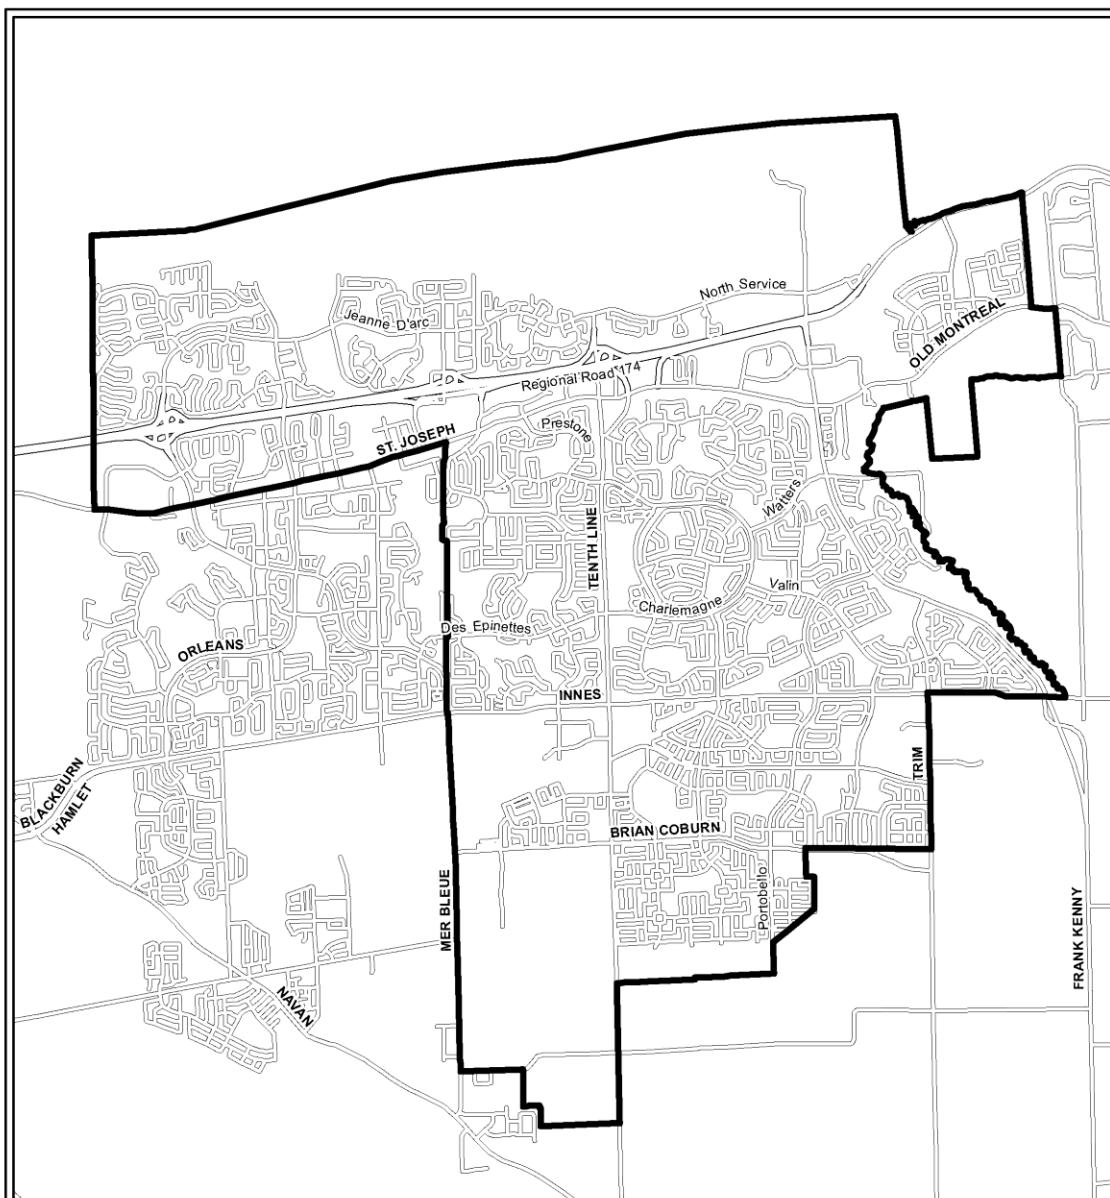 North Service
Jeanne D'arc
OLD MONTREAL
Regional Road 174
Prestone
ST. JOSEPH
Watters
TENTH LINE
Valin
Charlemagne
Des Epinettes
ORLEANS
INNES
TRIM
BLACKBURN
HAMLET
BRIAN COBURN
Portobello
MER BLEUE
FRANK KENNY
NAVAN